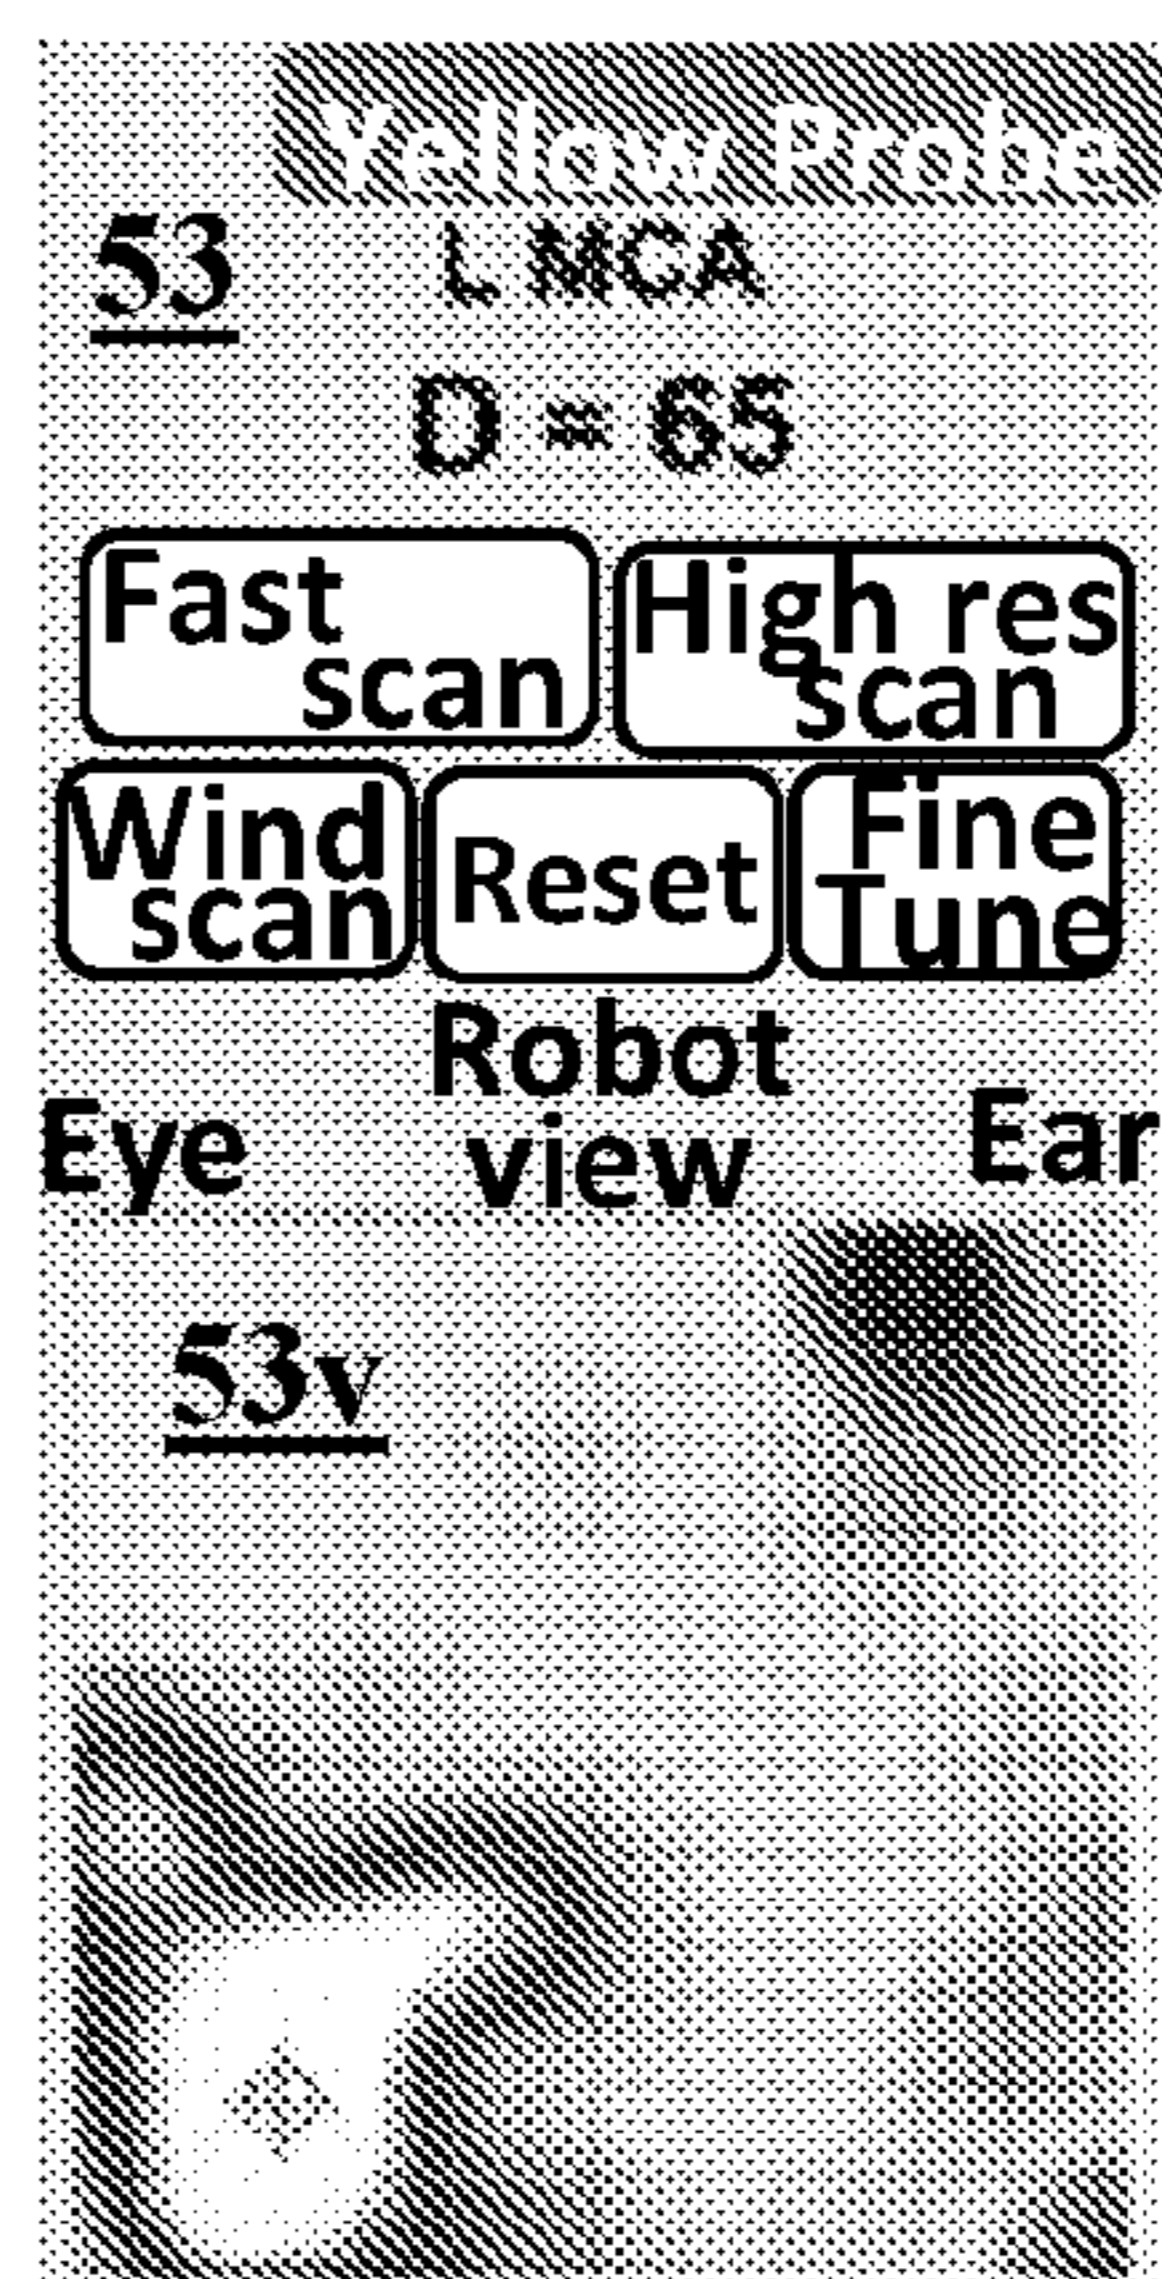 Yellow Probe
53 L MCA
D = 65
Fast scan
High res scan
Wind scan
Reset
Fine Tune
Robot view
Eye
Ear
53v